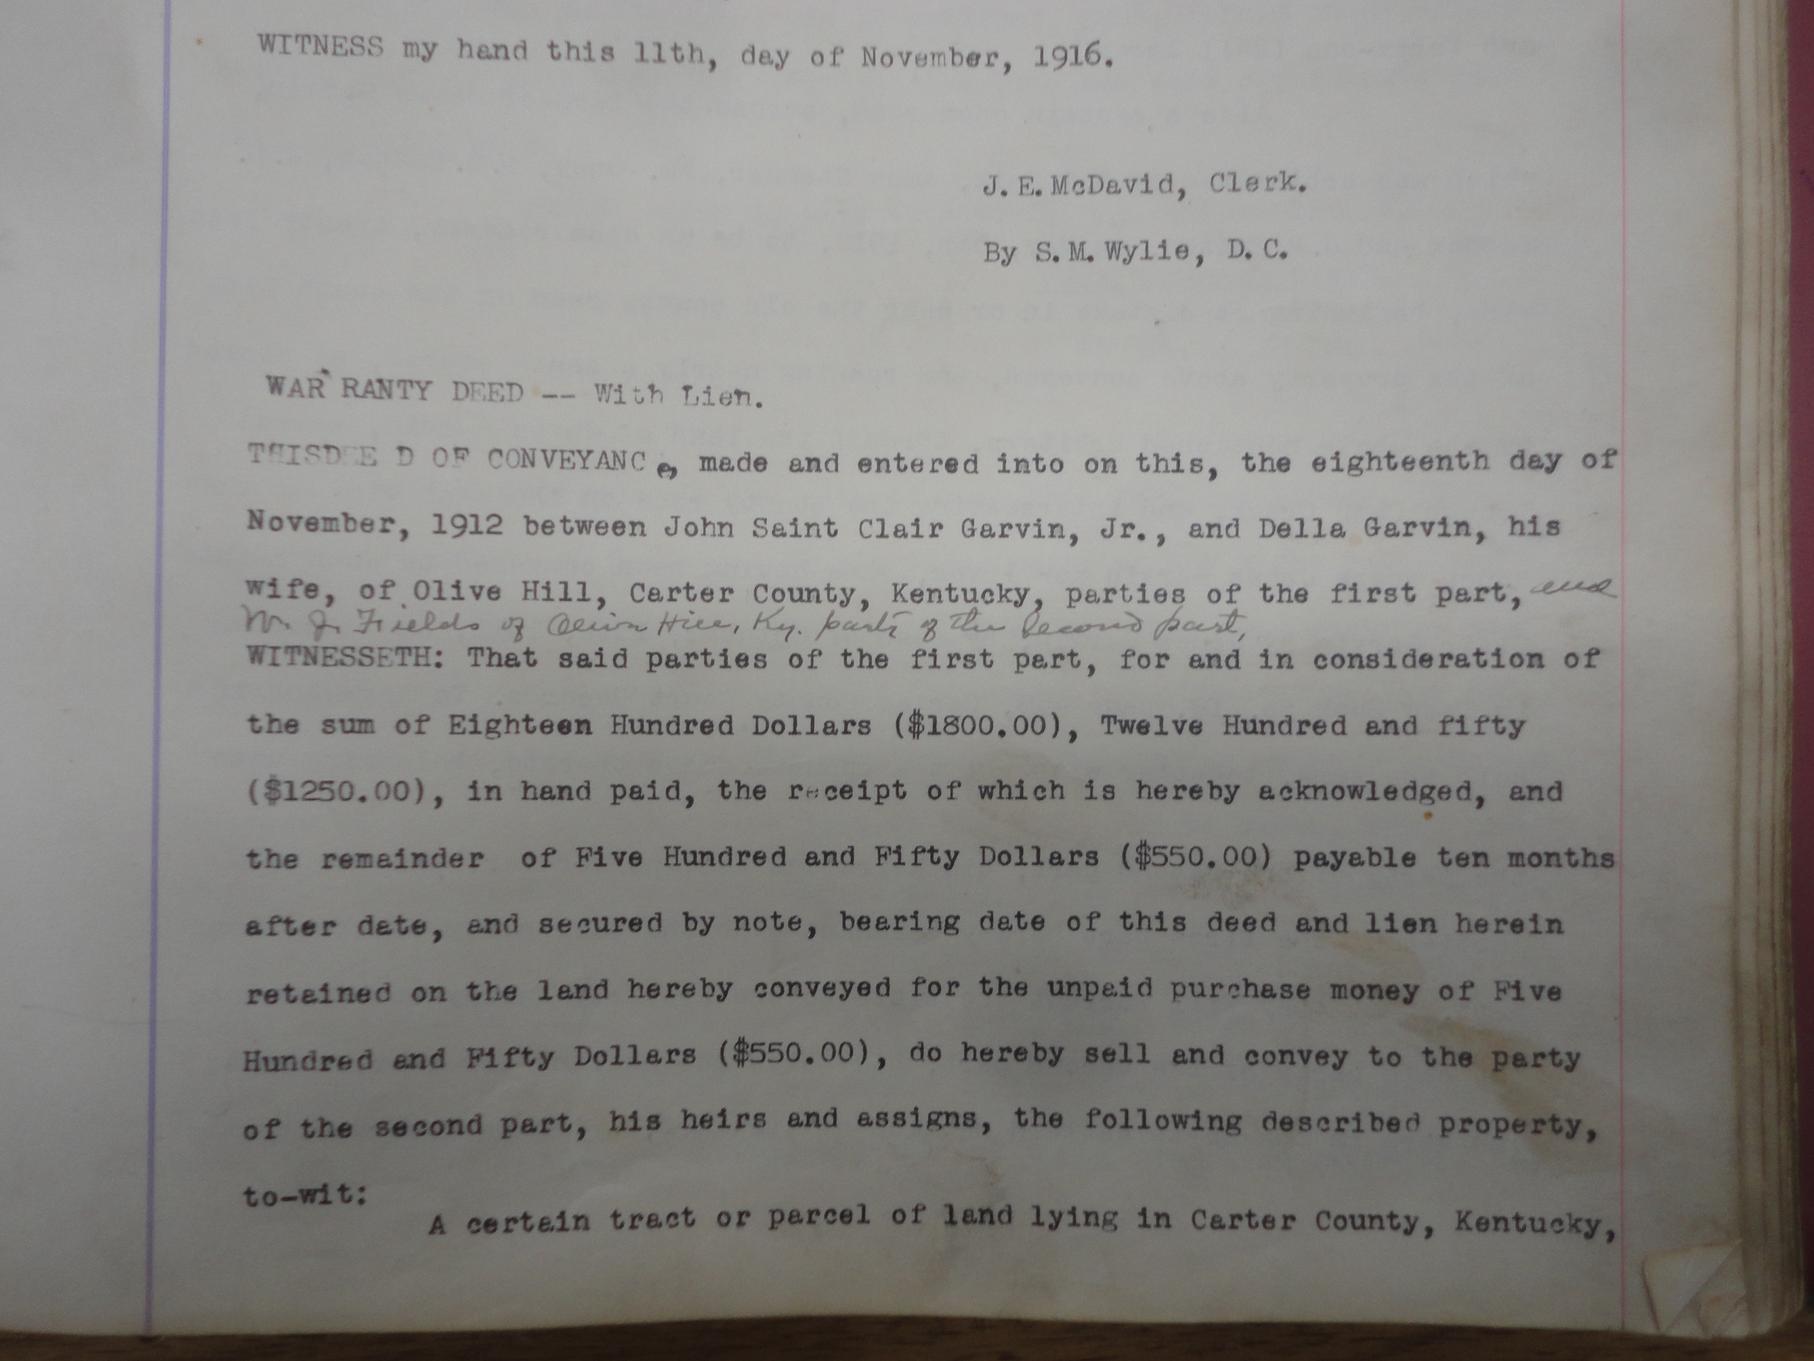 WITNESS my hand this 11th, day of November, 1916.
J. E. McDavid, Clerk.
By S. M. Wylie, D. C.
WAR RANTY DEED -- With Lien.
THISDEE D OF CONVEYANC e, made and entered into on this, the eighteenth day of
November, 1912 between John Saint Clair Garvin, Jr., and Della Garvin, his
wife, of Olive Hill, Carter County, Kentucky, parties of the first part, and
W. J. Fields of Olive Hill, Ky. party of the second part,
WITNESSETH: That said parties of the first part, for and in consideration of
the sum of Eighteen Hundred Dollars ($1800.00), Twelve Hundred and fifty
($1250.00), in hand paid, the receipt of which is hereby acknowledged, and
the remainder of Five Hundred and Fifty Dollars ($550.00) payable ten months
after date, and secured by note, bearing date of this deed and lien herein
retained on the land hereby conveyed for the unpaid purchase money of Five
Hundred and Fifty Dollars ($550.00), do hereby sell and convey to the party
of the second part, his heirs and assigns, the following described property,
to-wit:
A certain tract or parcel of land lying in Carter County, Kentucky,